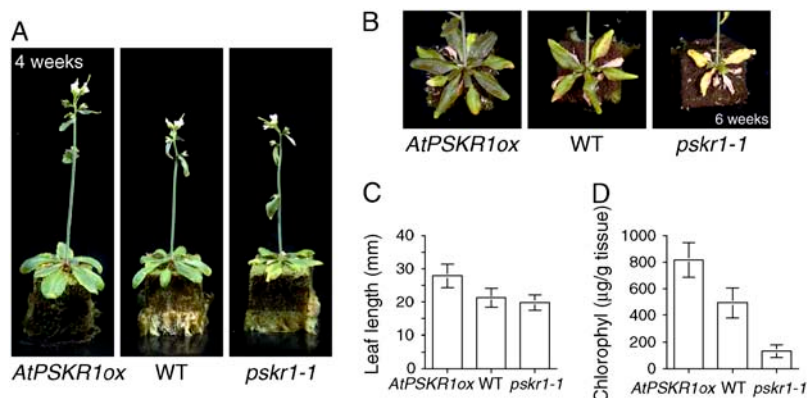 A
4 weeks
AtPSKR1ox WT pskr1-1
B
6 weeks
AtPSKR1ox WT pskr1-1
C
Leaf length (mm)
40
30
20
10
0
AtPSKR1ox WT pskr1-1
D
Chlorophyl (µg/g tissue)
1000
800
600
400
200
0
AtPSKR1ox WT pskr1-1